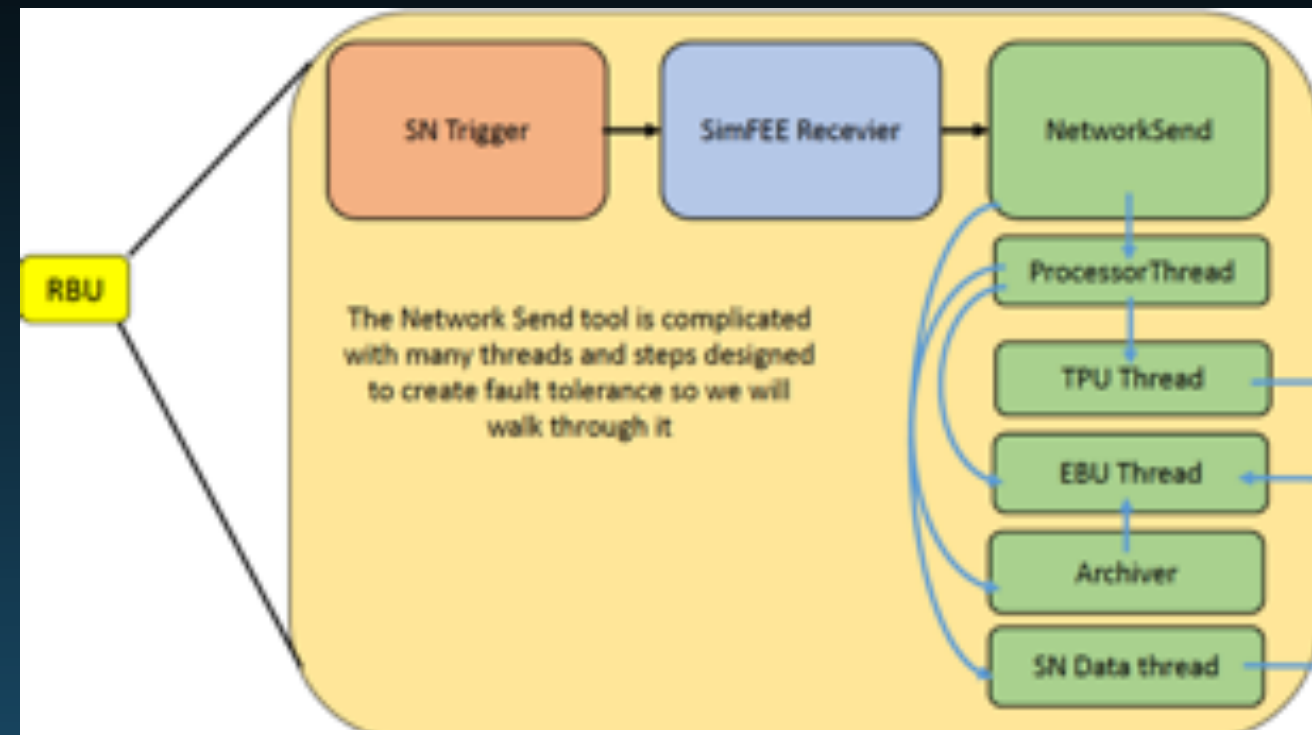 SN Trigger
SimFEE Recevier
NetworkSend
ProcessorThread
RBU
The Network Send tool is complicated
with many threads and steps designed
to create fault tolerance so we will
walk through it
TPU Thread
EBU Thread
Archiver
SN Data thread